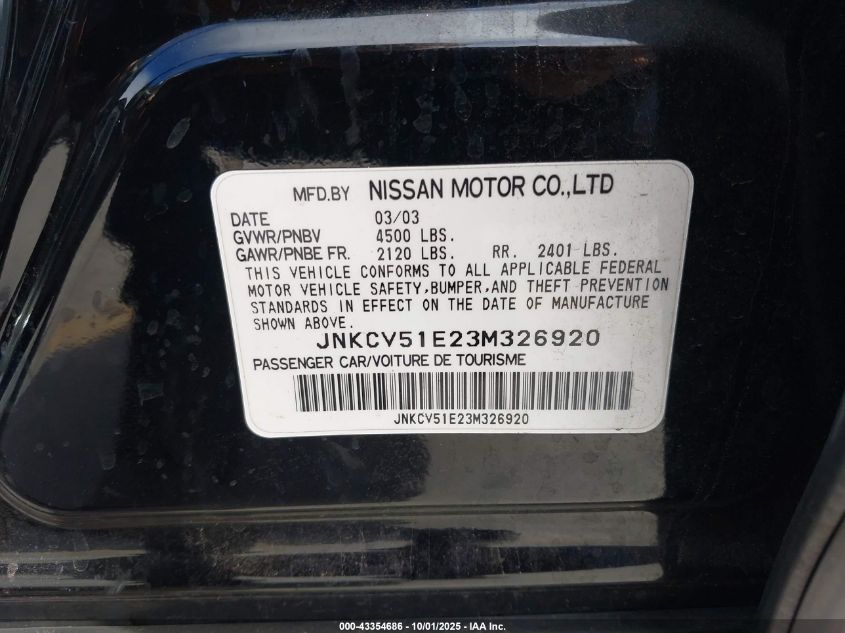 MFD.BY NISSAN MOTOR CO.,LTD
DATE 03/03
GVWR/PNBV 4500 LBS.
GAWR/PNBE FR. 2120 LBS. RR. 2401 LBS.
THIS VEHICLE CONFORMS TO ALL APPLICABLE FEDERAL
MOTOR VEHICLE SAFETY,BUMPER,AND THEFT PREVENTION
STANDARDS IN EFFECT ON THE DATE OF MANUFACTURE
SHOWN ABOVE.
JNKCV51E23M326920
PASSENGER CAR/VOITURE DE TOURISME
JNKCV51E23M326920
000-43354686 - 10/01/2025 - IAA Inc.